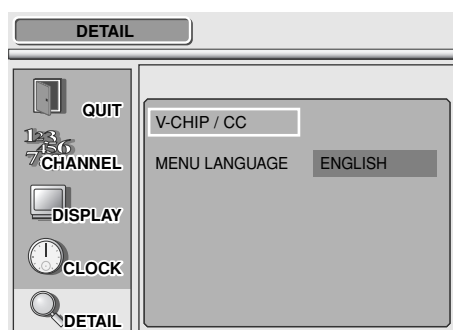 DETAIL
QUIT
123
456
7
CHANNEL
DISPLAY
CLOCK
DETAIL
V-CHIP / CC
MENU LANGUAGE ENGLISH